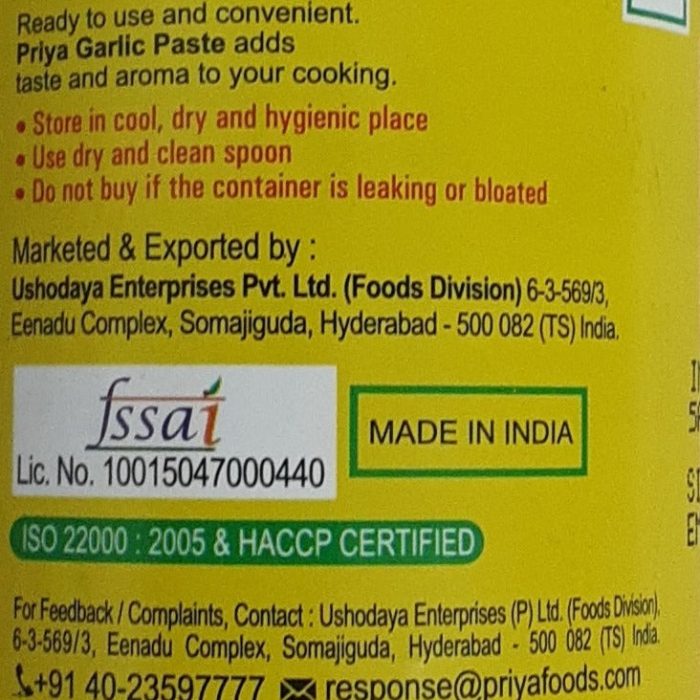 Ready to use and convenient.
Priya Garlic Paste adds
taste and aroma to your cooking.
• Store in cool, dry and hygienic place
• Use dry and clean spoon
• Do not buy if the container is leaking or bloated
Marketed & Exported by :
Ushodaya Enterprises Pvt. Ltd. (Foods Division) 6-3-569/3,
Eenadu Complex, Somajiguda, Hyderabad - 500 082 (TS) India.
fssai
Lic. No. 10015047000440
MADE IN INDIA
ISO 22000 : 2005 & HACCP CERTIFIED
For Feedback / Complaints, Contact : Ushodaya Enterprises (P) Ltd. (Foods Division),
6-3-569/3, Eenadu Complex, Somajiguda, Hyderabad - 500 082 (TS) India.
+91 40-23597777 response@priyafoods.com